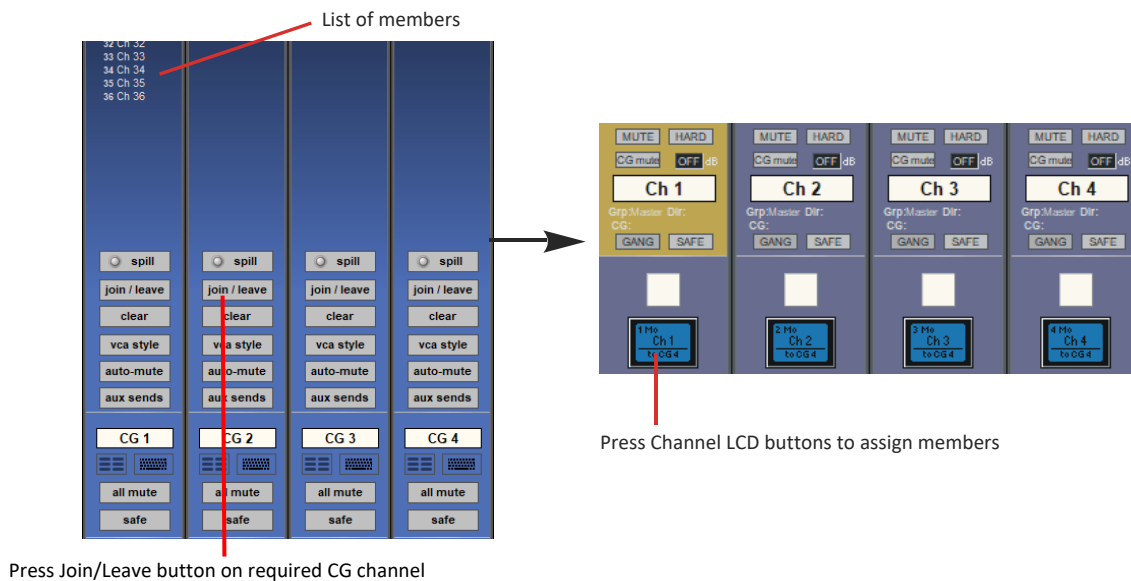 List of members
32 Ch 32
33 Ch 33
34 Ch 34
35 Ch 35
36 Ch 36
spill spill spill spill
join / leave join / leave join / leave join / leave
clear clear clear clear
vca style vca style vca style vca style
auto-mute auto-mute auto-mute auto-mute
aux sends aux sends aux sends aux sends
CG 1 CG 2 CG 3 CG 4
all mute all mute all mute all mute
safe safe safe safe
Press Join/Leave button on required CG channel
MUTE HARD MUTE HARD MUTE HARD MUTE HARD
CG mute OFF dB CG mute OFF dB CG mute OFF dB CG mute OFF dB
Ch 1 Ch 2 Ch 3 Ch 4
Grp:Master Dir: Grp:Master Dir: Grp:Master Dir: Grp:Master Dir:
CG: CG: CG: CG:
GANG SAFE GANG SAFE GANG SAFE GANG SAFE
1 Mo 2 Mo 3 Mo 4 Mo
Ch 1 Ch 2 Ch 3 Ch 4
to CG 4 to CG 4 to CG 4 to CG 4
Press Channel LCD buttons to assign members